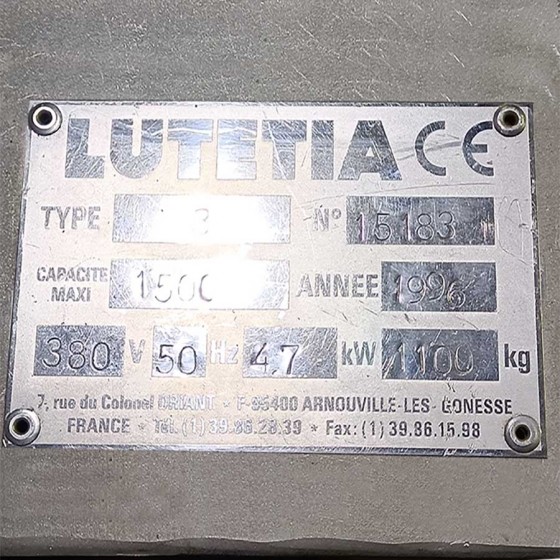 LUTETIA CE
TYPE 3 N° 15183
CAPACITE MAXI 1500 ANNEE 1996
380 V 50 Hz 4,7 kW 1100 kg
7, rue du Colonel DRIANT * F-95400 ARNOUVILLE-LES-GONESSE
FRANCE * Tél. (1) 39.86.28.39 * Fax: (1) 39.86.15.98